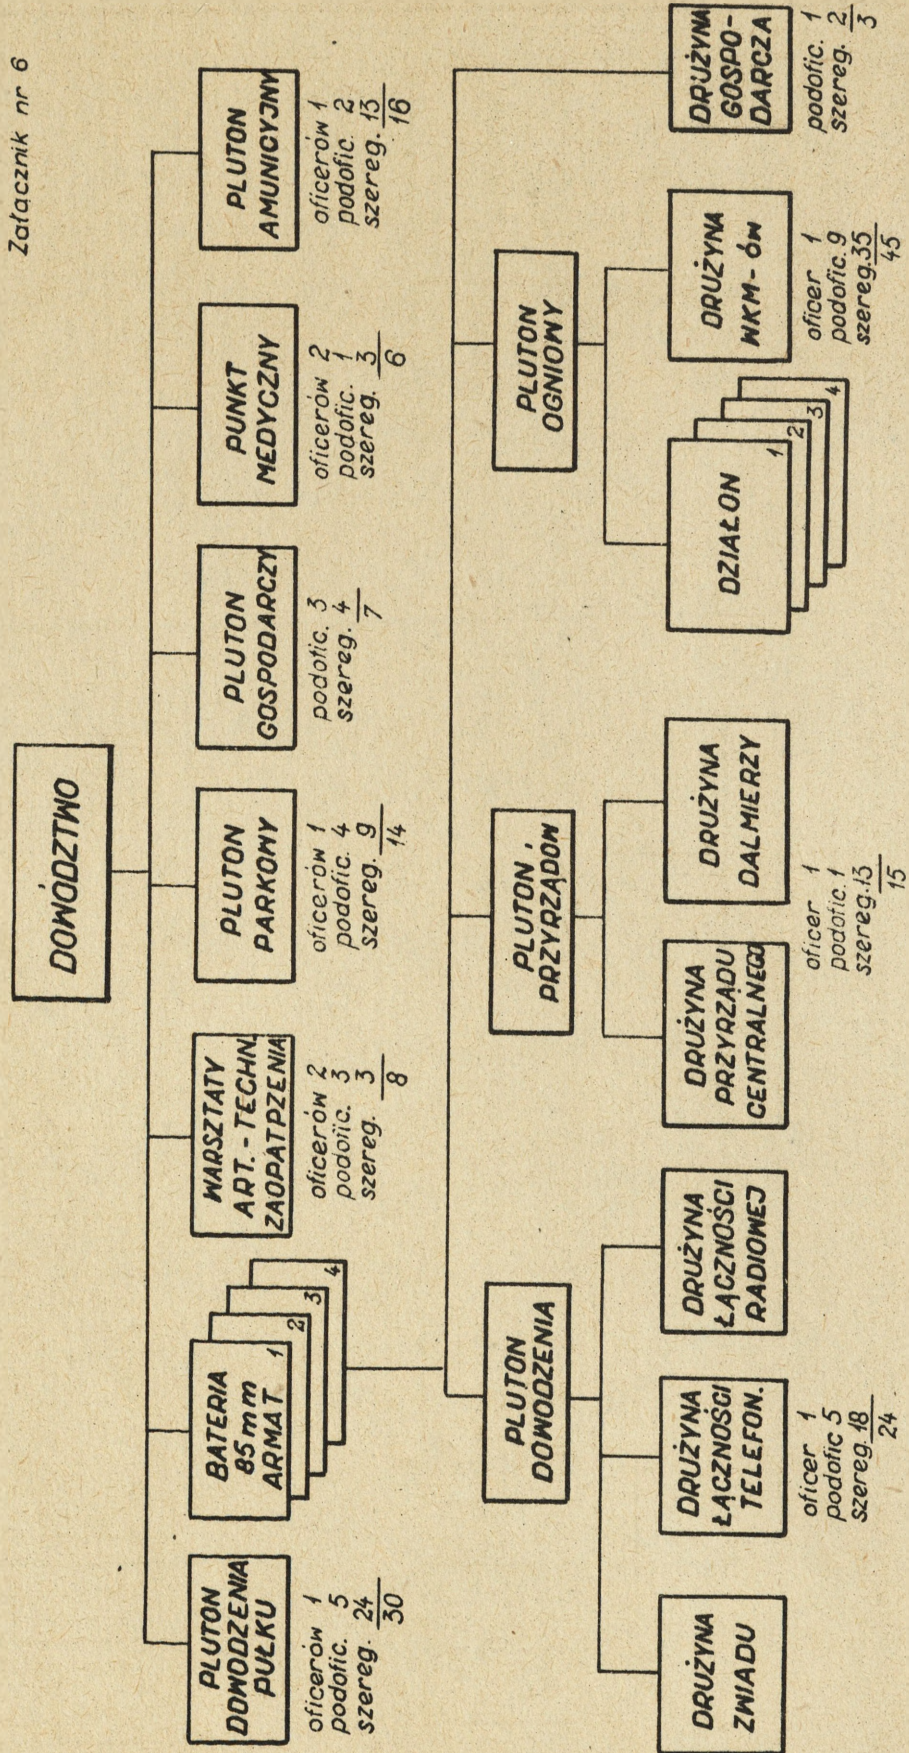 Załącznik nr 6
DOWÓDZTWO
PLUTON
DOWODZENIA
PUŁKU
oficerów 1
podofic. 5
szereg. 24
30
BATERIA
85mm
ARMAT
1
2
3
4
WARSZTATY
ART.-TECHN.
ZAOPATPZENIA
oficerów 2
podofic. 3
szereg. 3
8
PLUTON
PARKOWY
oficerów 1
podofic. 4
szereg. 9
14
PLUTON
GOSPODARCZY
podofic. 3
szereg. 4
7
PUNKT
MEDYCZNY
oficerów 2
podofic. 1
szereg. 3
6
PLUTON
AMUNICYJNY
oficerów 1
podofic. 2
szereg. 13
16
PLUTON
DOWODZENIA
DRUŻYNA
ZWIADU
DRUŻYNA
ŁĄCZNOŚCI
TELEFON.
DRUŻYNA
ŁĄCZNOŚCI
RADIOWEJ
oficer 1
podofic 5
szereg. 18
24
PLUTON
PRZYRZĄDÓW
DRUŻYNA
PRZYRZĄDU
CENTRALNEGO
DRUŻYNA
DALMIERZY
oficer 1
podofic. 1
szereg. 13
15
PLUTON
OGNIOWY
DZIAŁON
1
2
3
4
DRUŻYNA
WKM-ÓW
oficer 1
podofic. 9
szereg. 35
45
DRUŻYNA
GOSPO-
DARCZA
podofic. 1
szereg. 2
3